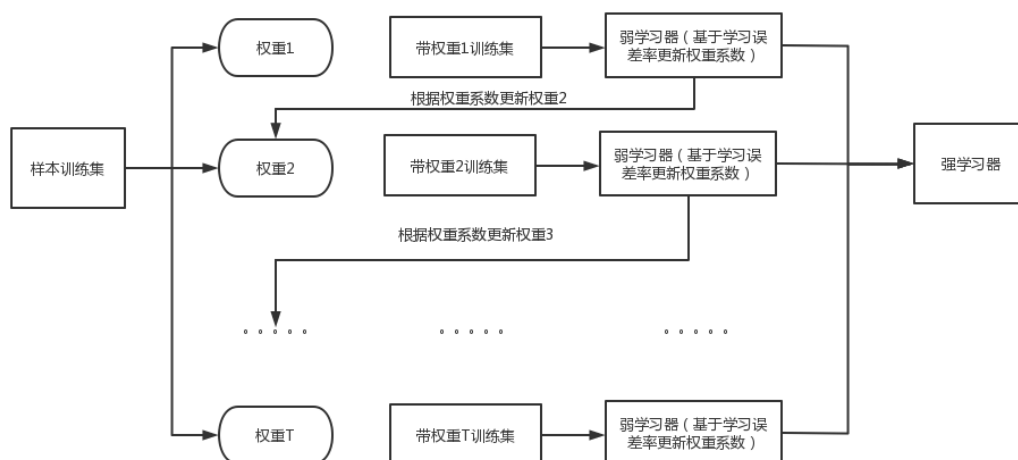 权重1
带权重1训练集
弱学习器（基于学习误
差率更新权重系数）
根据权重系数更新权重2
样本训练集
权重2
带权重2训练集
弱学习器（基于学习误
差率更新权重系数）
强学习器
根据权重系数更新权重3
。。。。。
。。。。。
。。。。。
权重T
带权重T训练集
弱学习器（基于学习误
差率更新权重系数）